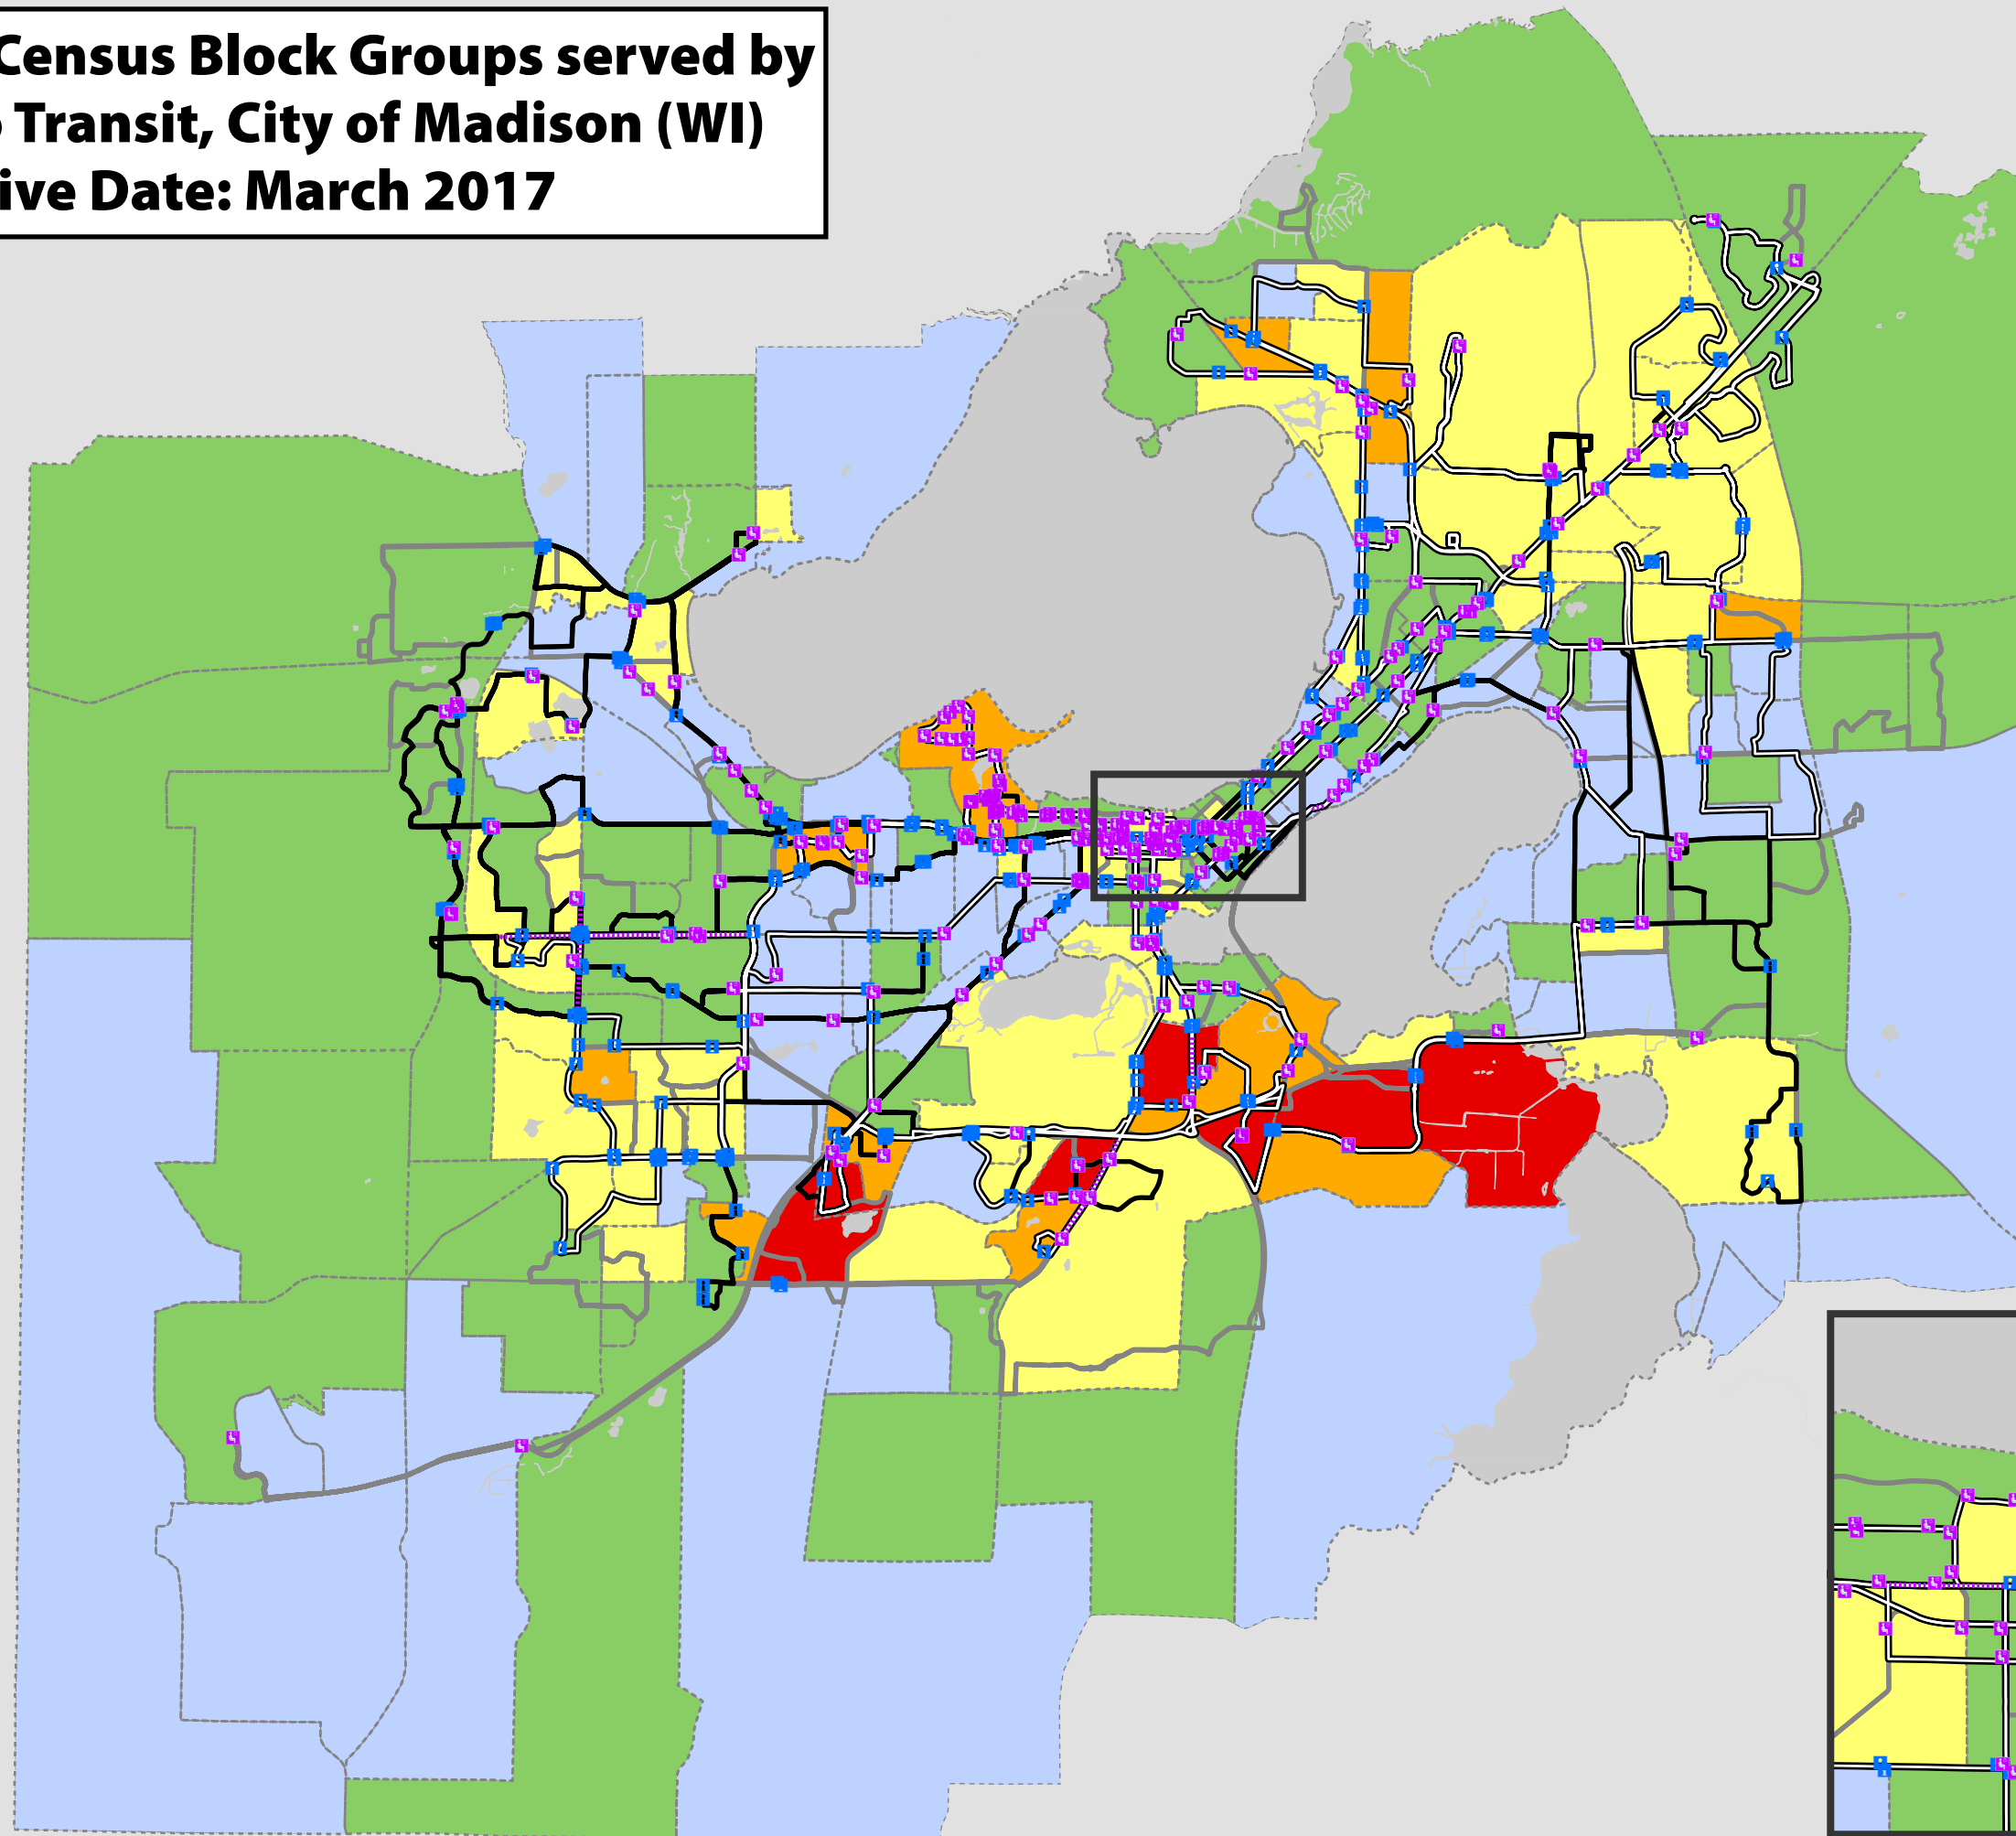 Census Block Groups served by
Transit, City of Madison (WI)
ive Date: March 2017